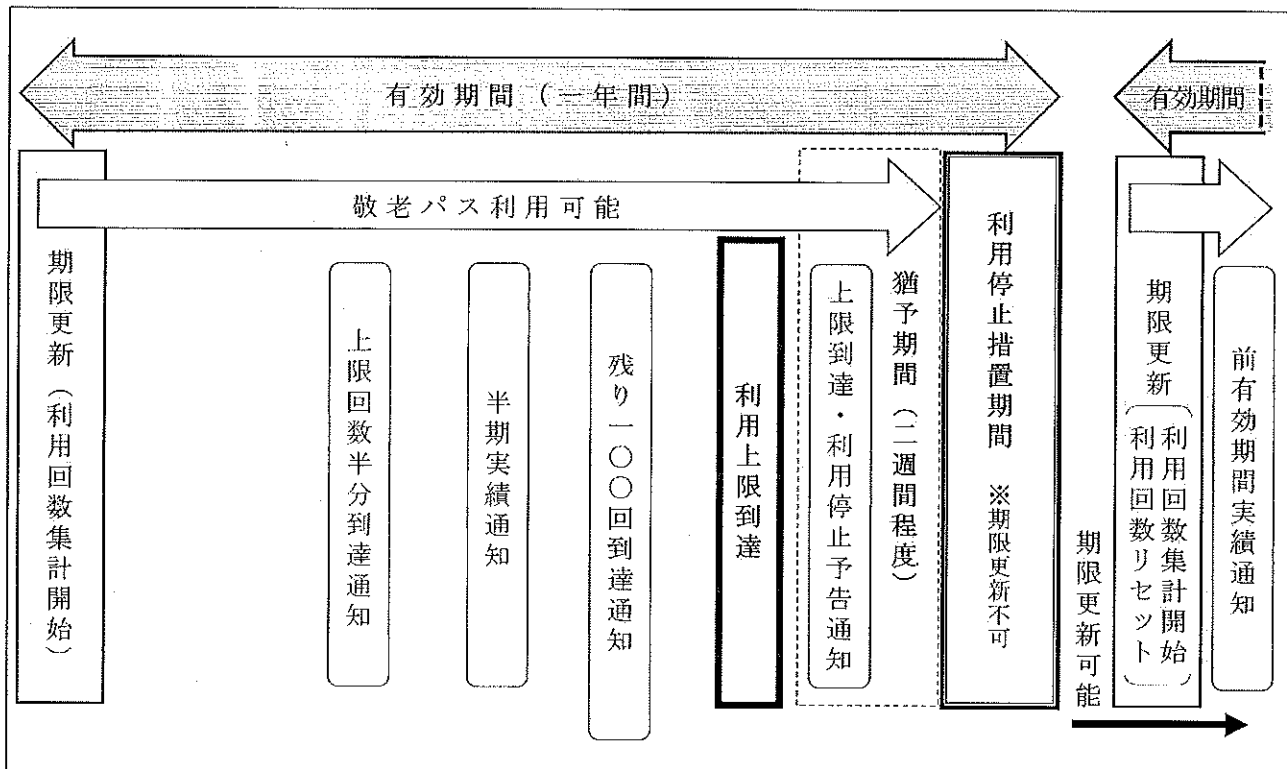 有効期間（一年間）
有効期間
敬老パス利用可能
期限更新（利用回数集計開始）
上限回数半分到達通知
半期実績通知
残り一〇〇回到達通知
利用上限到達
上限到達・利用停止予告通知
猶予期間（二週間程度）
利用停止措置期間　※期限更新不可
期限更新可能
期限更新
利用回数集計開始
利用回数リセット
前有効期間実績通知